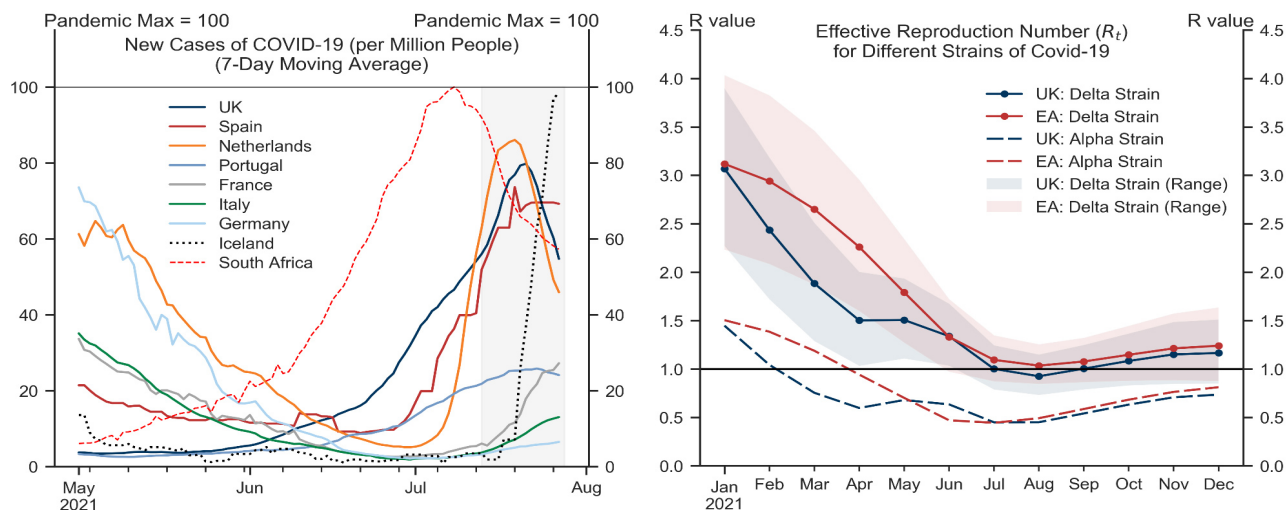 Pandemic Max = 100
Pandemic Max = 100
New Cases of COVID-19 (per Million People)
(7-Day Moving Average)
100
80
60
40
20
0
100
80
60
40
20
0
UK
Spain
Netherlands
Portugal
France
Italy
Germany
Iceland
South Africa
May
2021
Jun
Jul
Aug
R value
R value
Effective Reproduction Number (Rt)
for Different Strains of Covid-19
4.5
4.0
3.5
3.0
2.5
2.0
1.5
1.0
0.5
0.0
4.5
4.0
3.5
3.0
2.5
2.0
1.5
1.0
0.5
0.0
UK: Delta Strain
EA: Delta Strain
UK: Alpha Strain
EA: Alpha Strain
UK: Delta Strain (Range)
EA: Delta Strain (Range)
Jan
2021
Feb
Mar
Apr
May
Jun
Jul
Aug
Sep
Oct
Nov
Dec